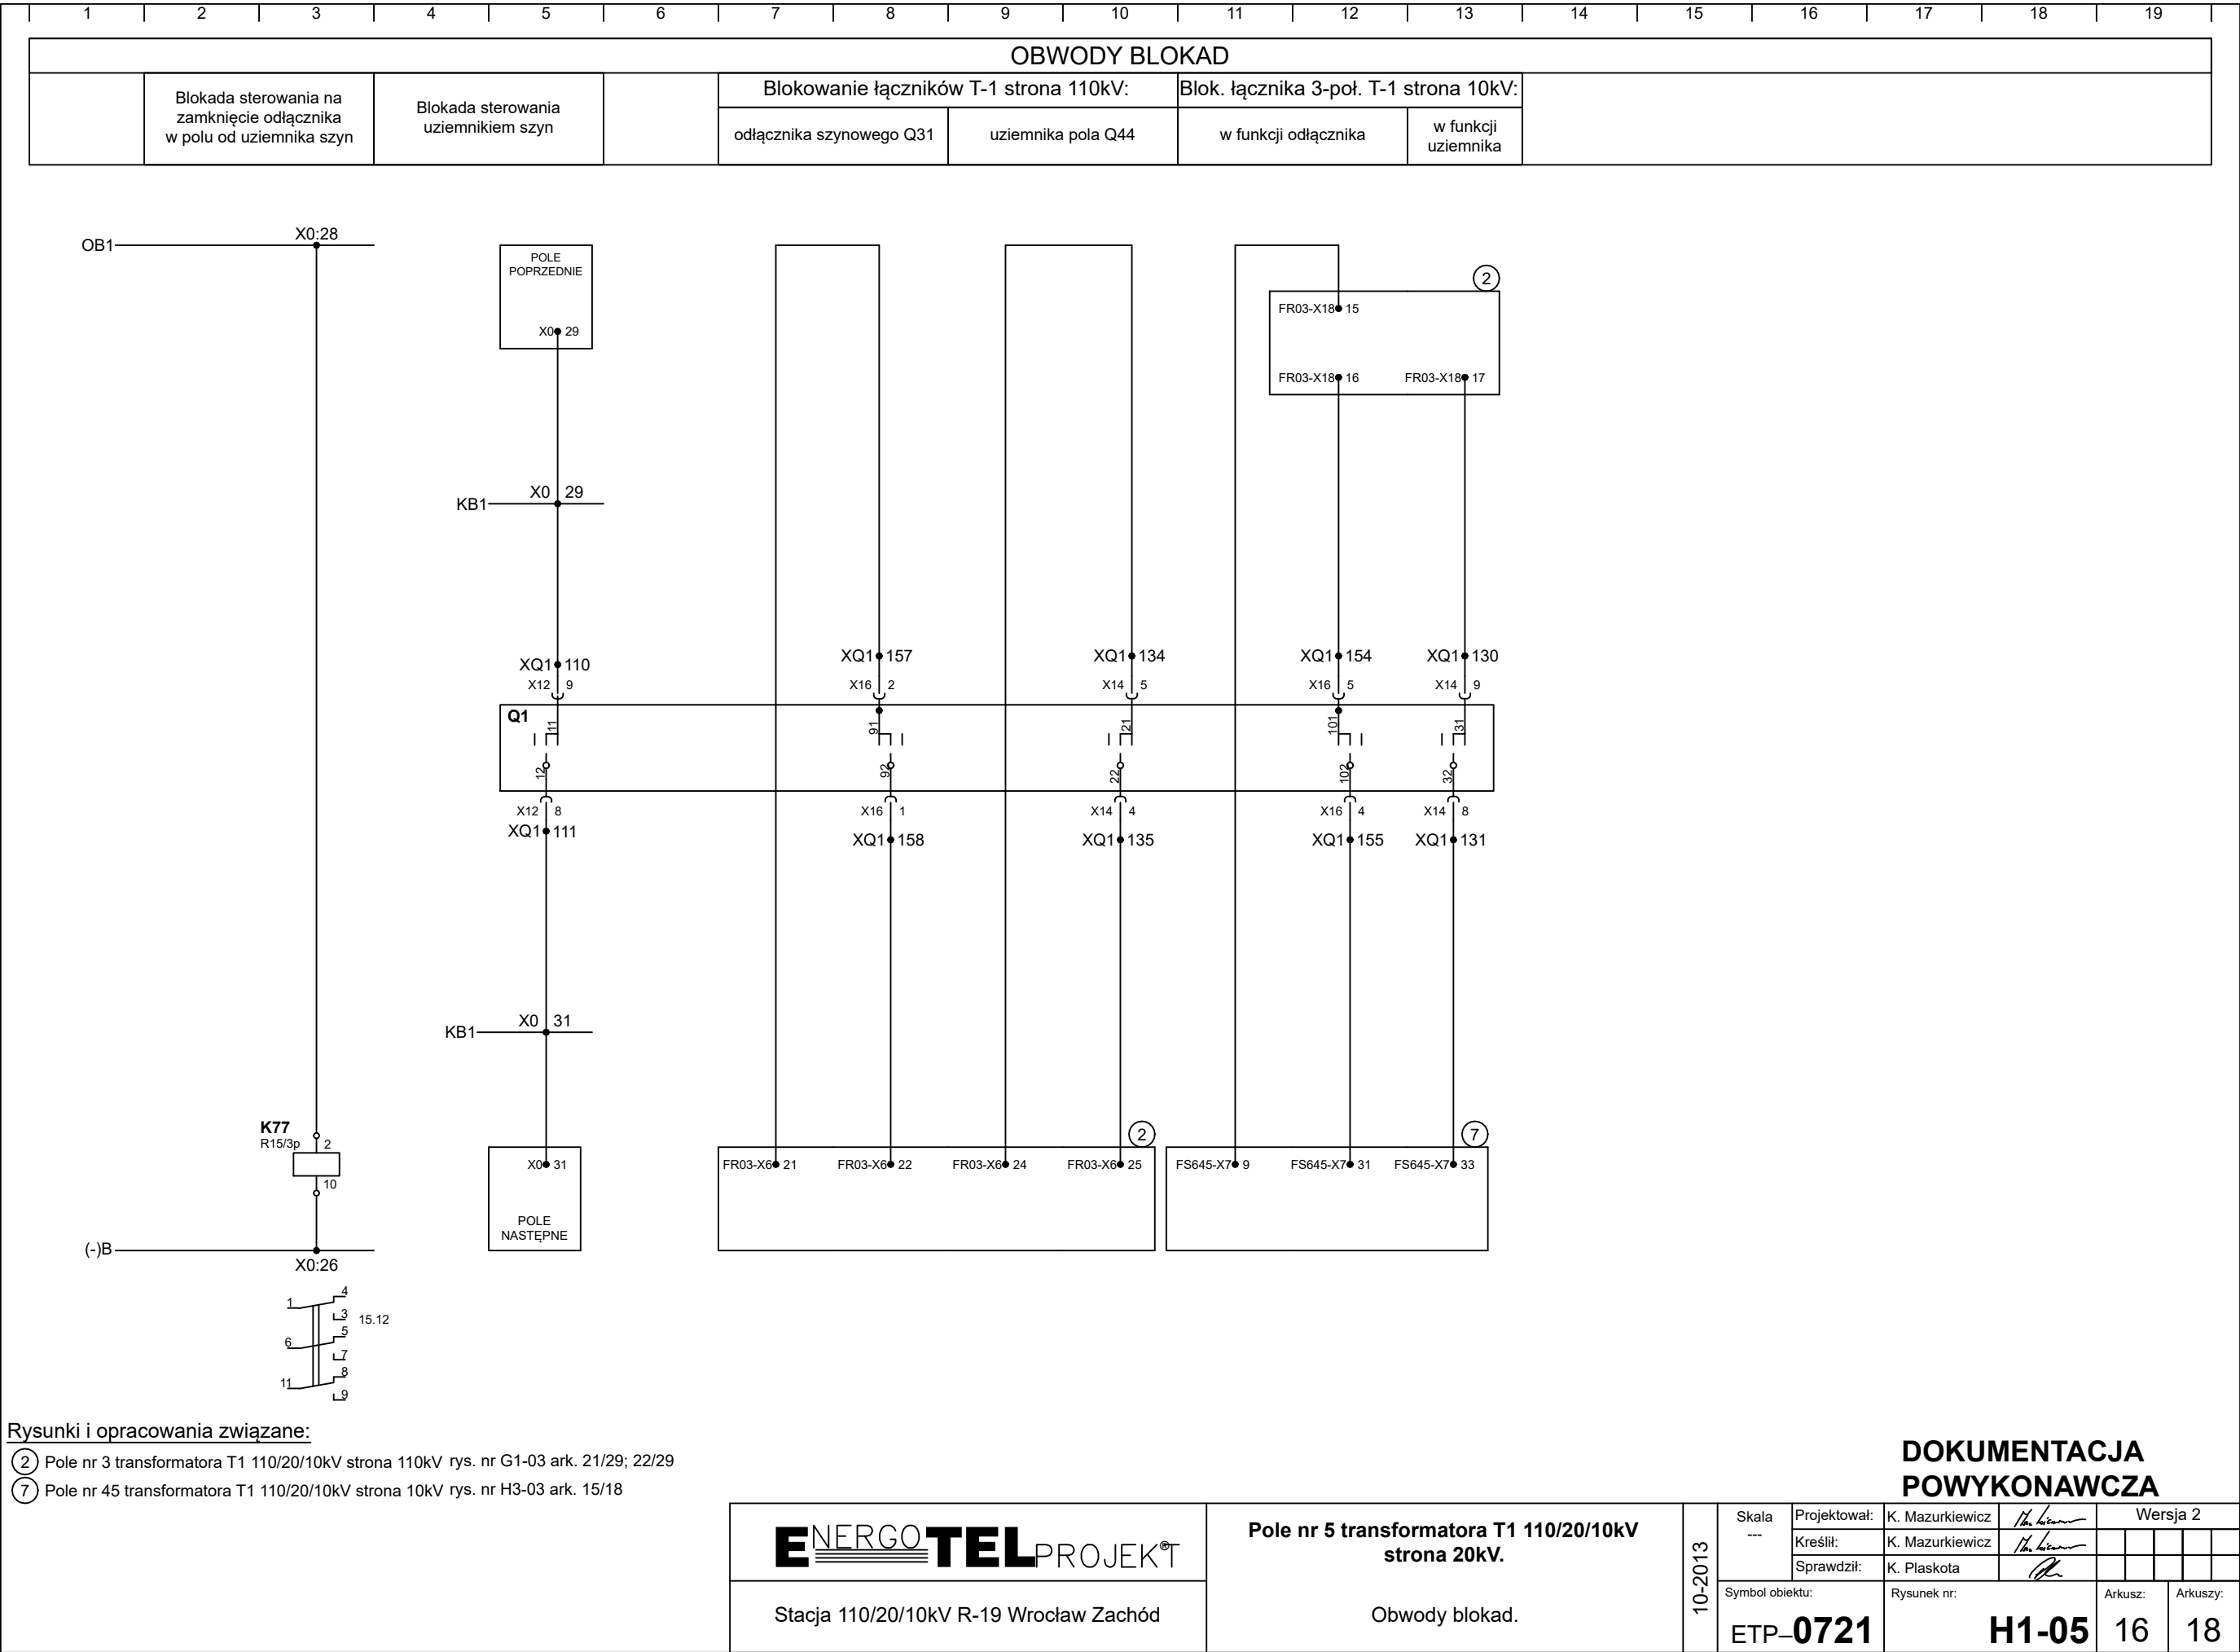 1 2 3 4 5 6 7 8 9 10 11 12 13 14 15 16 17 18 19
OBWODY BLOKAD
Blokada sterowania na
zamknięcie odłącznika
w polu od uziemnika szyn
Blokada sterowania
uziemnikiem szyn
Blokowanie łączników T-1 strona 110kV:
odłącznika szynowego Q31
uziemnika pola Q44
Blok. łącznika 3-poł. T-1 strona 10kV:
w funkcji odłącznika
w funkcji
uziemnika
OB1
X0:28
POLE
POPRZEDNIE
X0 29
2
FR03-X18 15
FR03-X18 16
FR03-X18 17
KB1
X0 29
XQ1 110
XQ1 157
XQ1 134
XQ1 154
XQ1 130
X12 9
X16 2
X14 5
X16 5
X14 9
Q1
11
91
21
101
31
12
92
22
102
32
X12 8
X16 1
X14 4
X16 4
X14 8
XQ1 111
XQ1 158
XQ1 135
XQ1 155
XQ1 131
KB1
X0 31
K77
R15/3p
2
10
X0 31
POLE
NASTĘPNE
2
FR03-X6 21
FR03-X6 22
FR03-X6 24
FR03-X6 25
7
FS645-X7 9
FS645-X7 31
FS645-X7 33
(-)B
X0:26
1
4
3
15.12
6
5
7
11
8
9
Rysunki i opracowania związane:
2 Pole nr 3 transformatora T1 110/20/10kV strona 110kV rys. nr G1-03 ark. 21/29; 22/29
7 Pole nr 45 transformatora T1 110/20/10kV strona 10kV rys. nr H3-03 ark. 15/18
DOKUMENTACJA
POWYKONAWCZA
ENERGOTELPROJEKT®
Stacja 110/20/10kV R-19 Wrocław Zachód
Pole nr 5 transformatora T1 110/20/10kV
strona 20kV.
Obwody blokad.
10-2013
Skala
---
Projektował: K. Mazurkiewicz
Kreślił: K. Mazurkiewicz
Sprawdził: K. Plaskota
Wersja 2
Symbol obiektu:
ETP–0721
Rysunek nr:
H1-05
Arkusz:
16
Arkuszy:
18